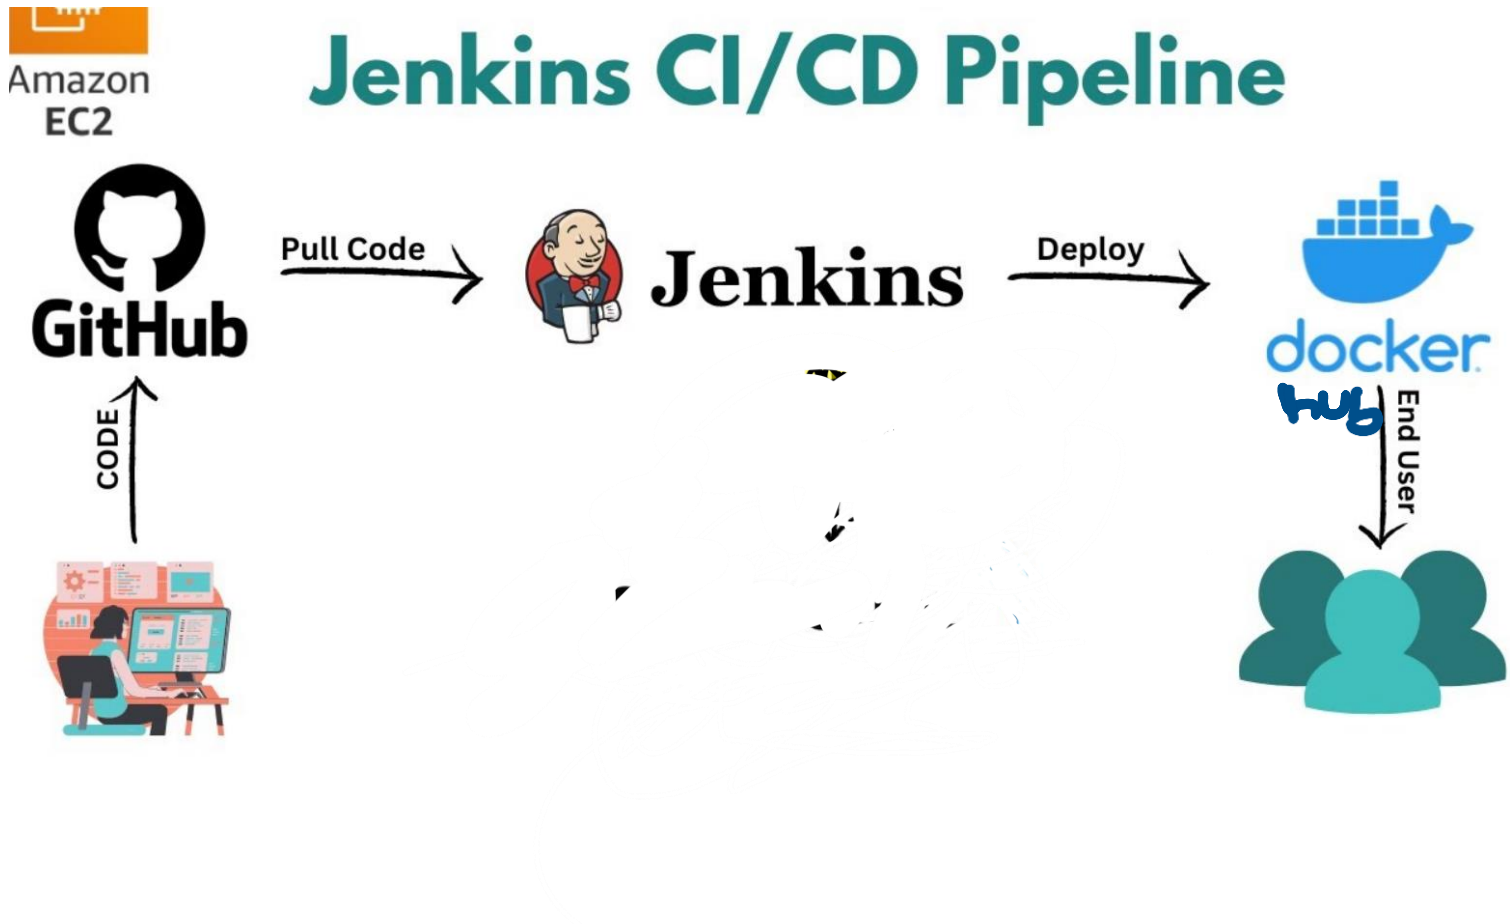 Amazon
EC2
Jenkins CI/CD Pipeline
GitHub
Pull Code
Jenkins
Deploy
docker
hub
CODE
End User